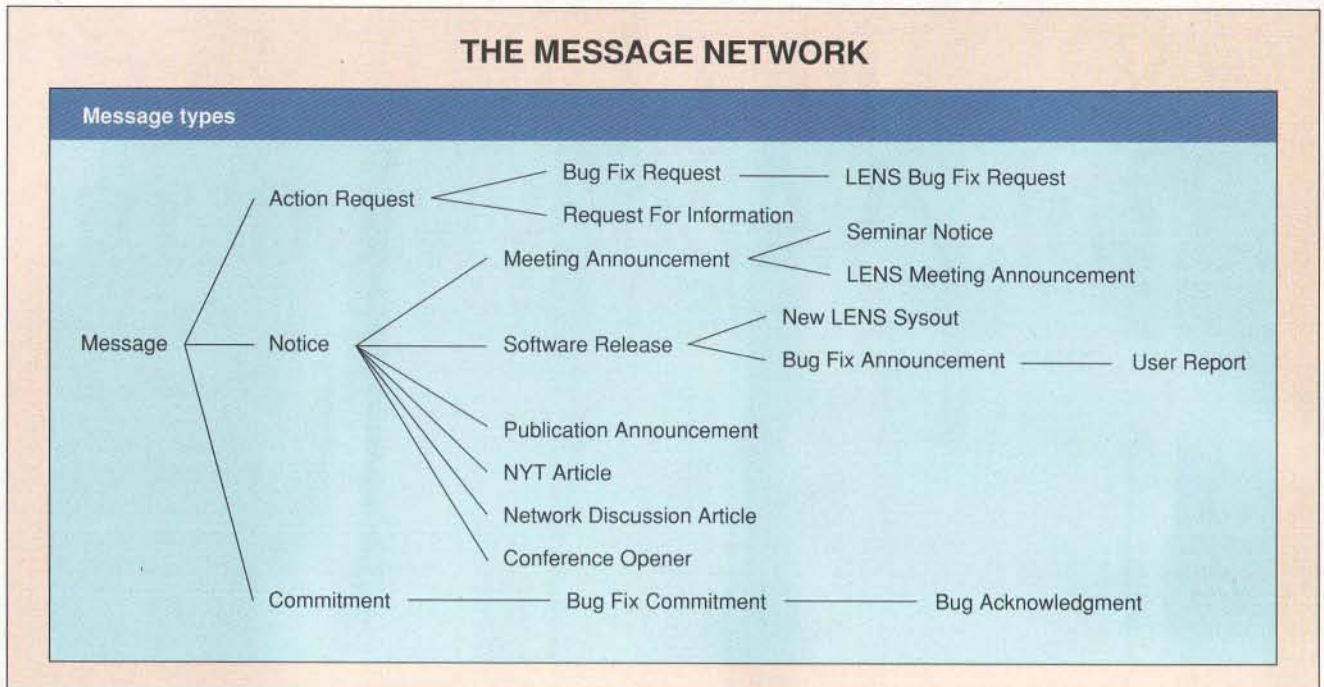 THE MESSAGE NETWORK
Message types
Bug Fix Request
LENS Bug Fix Request
Action Request
Request For Information
Seminar Notice
Meeting Announcement
LENS Meeting Announcement
New LENS Sysout
Message
Notice
Software Release
Bug Fix Announcement
User Report
Publication Announcement
NYT Article
Network Discussion Article
Conference Opener
Commitment
Bug Fix Commitment
Bug Acknowledgment